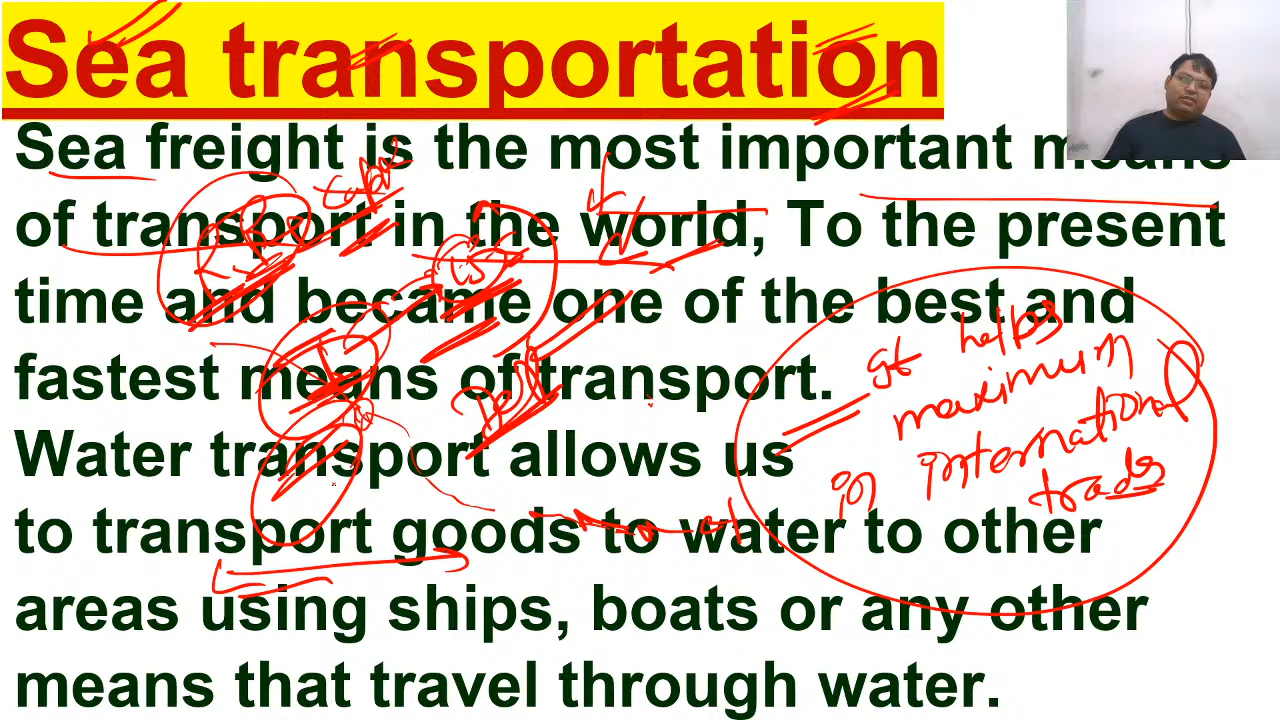 Sea transportation
Sea freight is the most important means
of transport in the world, To the present
time and became one of the best and
fastest means of transport.
Water transport allows us
to transport goods to water to other
areas using ships, boats or any other
means that travel through water.
It helps
maximum
in international
trade